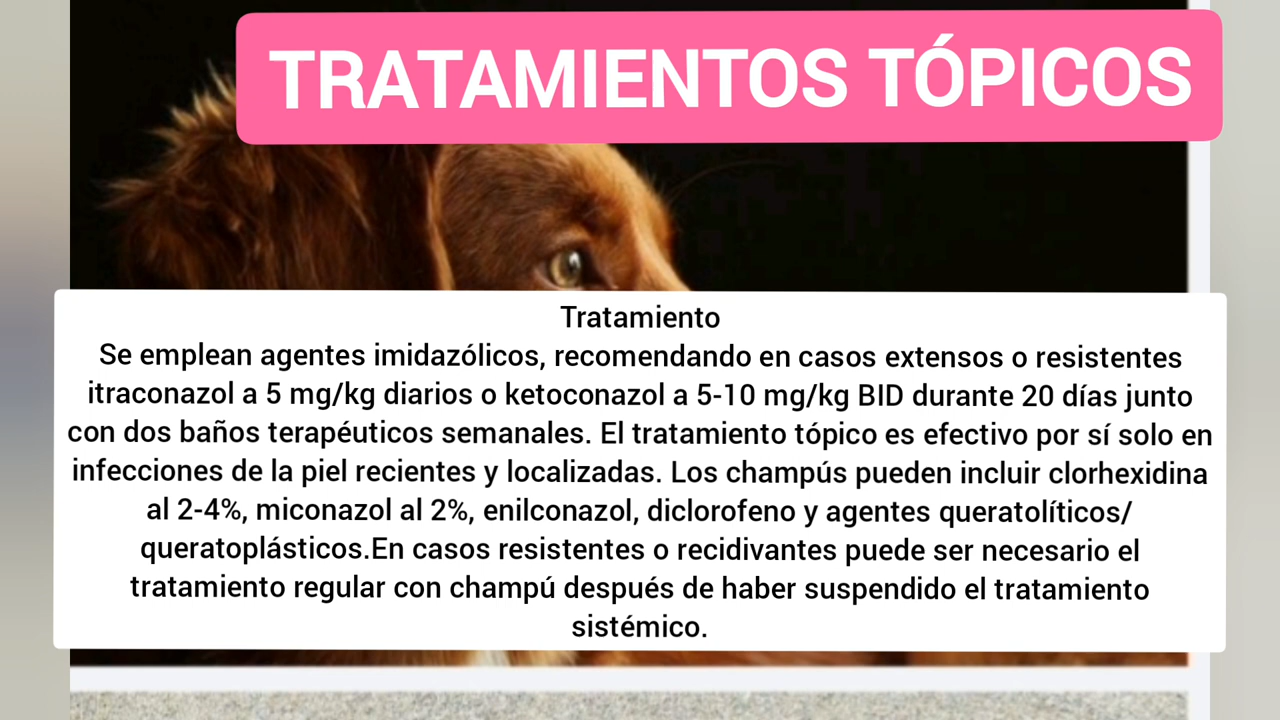 TRATAMIENTOS TÓPICOS
Tratamiento
Se emplean agentes imidazólicos, recomendando en casos extensos o resistentes
itraconazol a 5 mg/kg diarios o ketoconazol a 5-10 mg/kg BID durante 20 días junto
con dos baños terapéuticos semanales. El tratamiento tópico es efectivo por sí solo en
infecciones de la piel recientes y localizadas. Los champús pueden incluir clorhexidina
al 2-4%, miconazol al 2%, enilconazol, diclorofeno y agentes queratolíticos/
queratoplásticos.En casos resistentes o recidivantes puede ser necesario el
tratamiento regular con champú después de haber suspendido el tratamiento
sistémico.